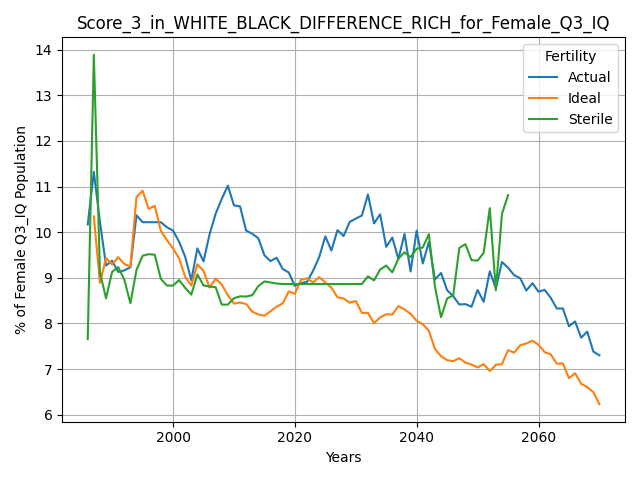 Score_3_in_WHITE_BLACK_DIFFERENCE_RICH_for_Female_Q3_IQ
Fertility
Actual
Ideal
Sterile
% of Female Q3_IQ Population
14
13
12
11
10
9
8
7
6
2000 2020 2040 2060
Years